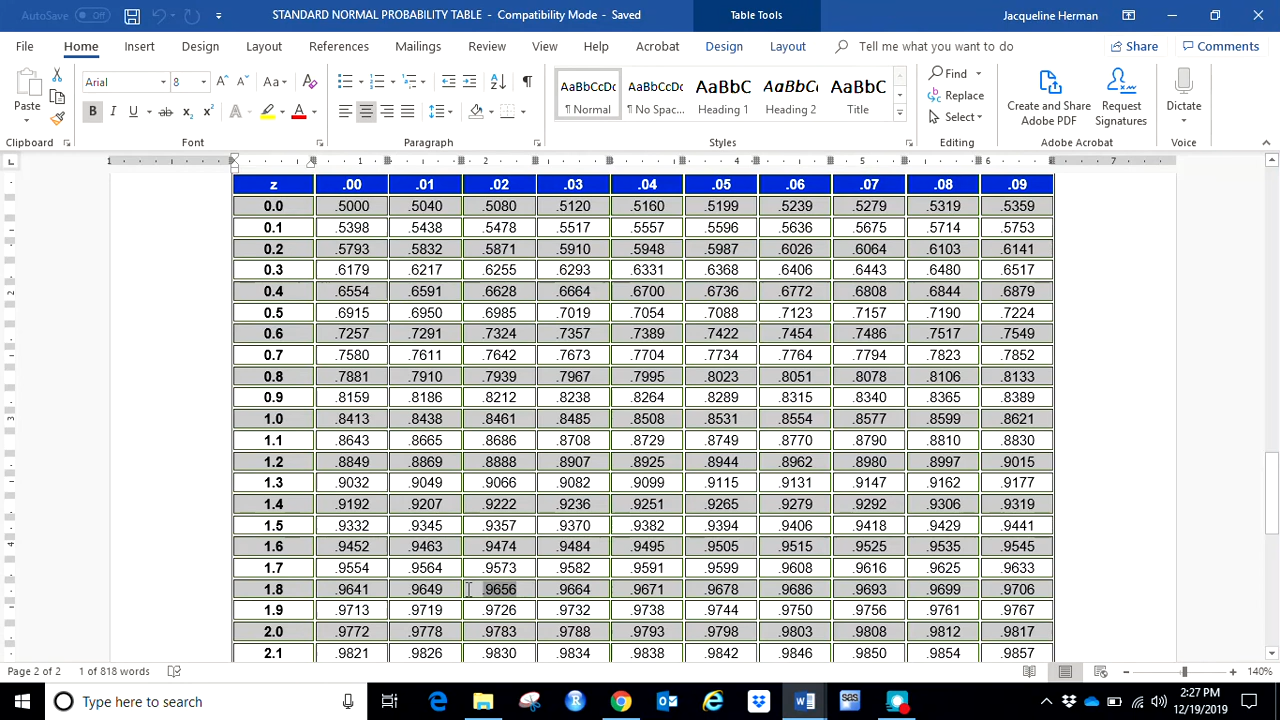 AutoSave Off
STANDARD NORMAL PROBABILITY TABLE - Compatibility Mode - Saved
Table Tools
Jacqueline Herman
File Home Insert Design Layout References Mailings Review View Help Acrobat Design Layout Tell me what you want to do Share Comments
Paste
Arial 8
Clipboard
Font
Paragraph
AaBbCcDc AaBbCcDc AaBbC AaBbCc AaBbC
¶ Normal ¶ No Spac... Heading 1 Heading 2 Title
Styles
Find
Replace
Select
Editing
Create and Share Adobe PDF
Request Signatures
Adobe Acrobat
Dictate
Voice
1 1 2 4 5 6 7
z .00 .01 .02 .03 .04 .05 .06 .07 .08 .09
0.0 .5000 .5040 .5080 .5120 .5160 .5199 .5239 .5279 .5319 .5359
0.1 .5398 .5438 .5478 .5517 .5557 .5596 .5636 .5675 .5714 .5753
0.2 .5793 .5832 .5871 .5910 .5948 .5987 .6026 .6064 .6103 .6141
0.3 .6179 .6217 .6255 .6293 .6331 .6368 .6406 .6443 .6480 .6517
0.4 .6554 .6591 .6628 .6664 .6700 .6736 .6772 .6808 .6844 .6879
0.5 .6915 .6950 .6985 .7019 .7054 .7088 .7123 .7157 .7190 .7224
0.6 .7257 .7291 .7324 .7357 .7389 .7422 .7454 .7486 .7517 .7549
0.7 .7580 .7611 .7642 .7673 .7704 .7734 .7764 .7794 .7823 .7852
0.8 .7881 .7910 .7939 .7967 .7995 .8023 .8051 .8078 .8106 .8133
0.9 .8159 .8186 .8212 .8238 .8264 .8289 .8315 .8340 .8365 .8389
1.0 .8413 .8438 .8461 .8485 .8508 .8531 .8554 .8577 .8599 .8621
1.1 .8643 .8665 .8686 .8708 .8729 .8749 .8770 .8790 .8810 .8830
1.2 .8849 .8869 .8888 .8907 .8925 .8944 .8962 .8980 .8997 .9015
1.3 .9032 .9049 .9066 .9082 .9099 .9115 .9131 .9147 .9162 .9177
1.4 .9192 .9207 .9222 .9236 .9251 .9265 .9279 .9292 .9306 .9319
1.5 .9332 .9345 .9357 .9370 .9382 .9394 .9406 .9418 .9429 .9441
1.6 .9452 .9463 .9474 .9484 .9495 .9505 .9515 .9525 .9535 .9545
1.7 .9554 .9564 .9573 .9582 .9591 .9599 .9608 .9616 .9625 .9633
1.8 .9641 .9649 .9656 .9664 .9671 .9678 .9686 .9693 .9699 .9706
1.9 .9713 .9719 .9726 .9732 .9738 .9744 .9750 .9756 .9761 .9767
2.0 .9772 .9778 .9783 .9788 .9793 .9798 .9803 .9808 .9812 .9817
2.1 .9821 .9826 .9830 .9834 .9838 .9842 .9846 .9850 .9854 .9857
Page 2 of 2 1 of 818 words 140%
Type here to search
2:27 PM
12/19/2019